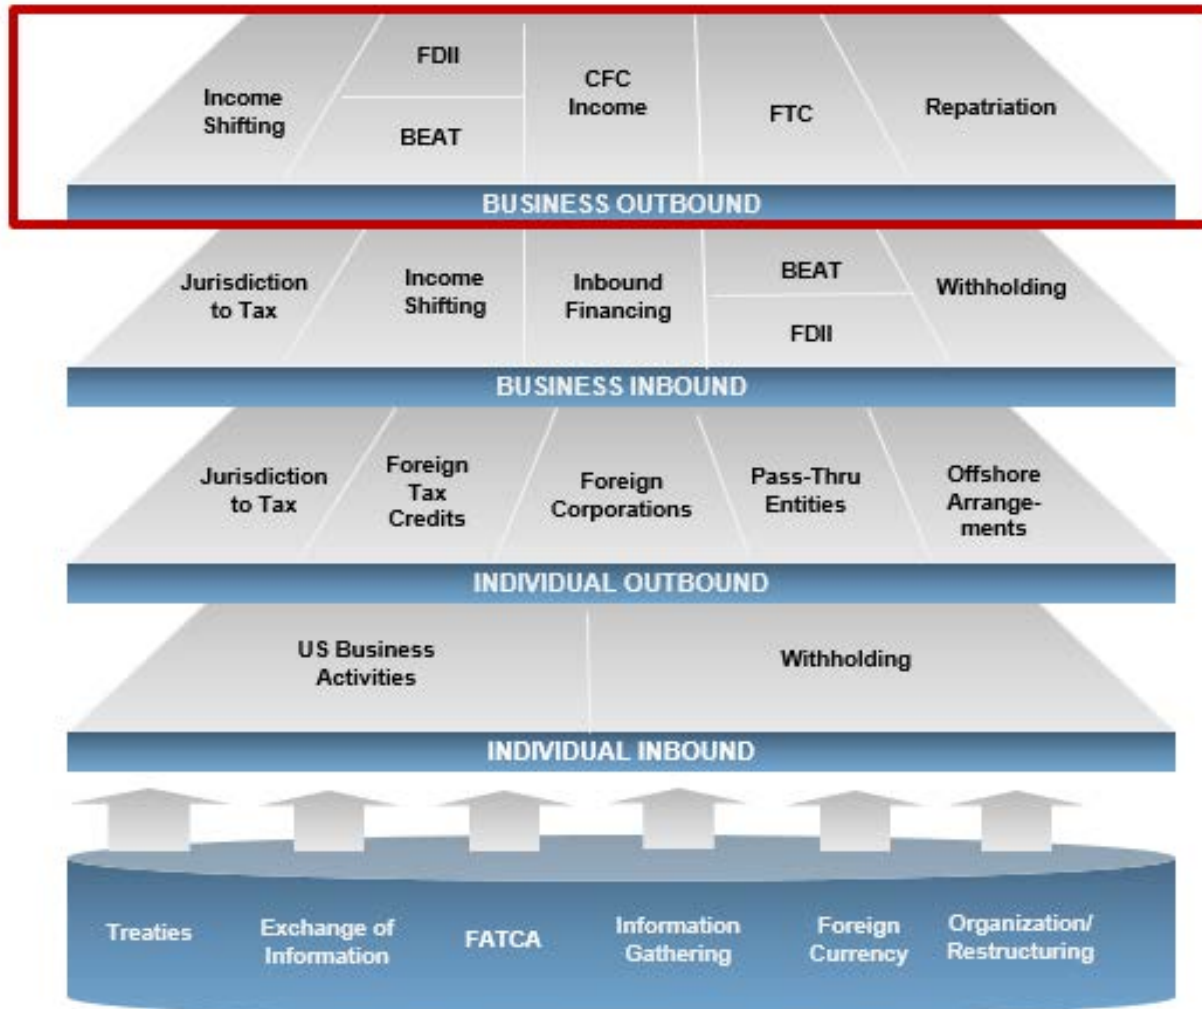 Income
Shifting
FDII
BEAT
CFC
Income
FTC
Repatriation
BUSINESS OUTBOUND
Jurisdiction
to Tax
Income
Shifting
Inbound
Financing
BEAT
FDII
Withholding
BUSINESS INBOUND
Jurisdiction
to Tax
Foreign
Tax
Credits
Foreign
Corporations
Pass-Thru
Entities
Offshore
Arrange-
ments
INDIVIDUAL OUTBOUND
US Business
Activities
Withholding
INDIVIDUAL INBOUND
Treaties
Exchange of
Information
FATCA
Information
Gathering
Foreign
Currency
Organization/
Restructuring